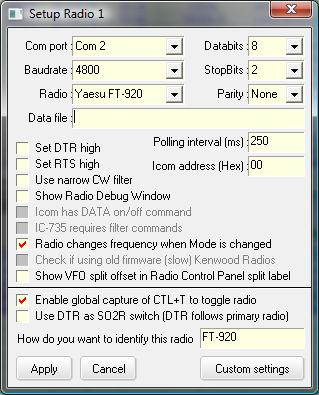 Setup Radio 1
Com port : Com 2 Databits : 8
Baudrate : 4800 StopBits : 2
Radio : Yaesu FT-920 Parity : None
Data file :
Polling interval (ms) : 250
Set DTR high
Set RTS high Icom address (Hex) : 00
Use narrow CW filter
Show Radio Debug Window
Icom has DATA on/off command
IC-735 requires filter commands
Radio changes frequency when Mode is changed
Check if using old firmware (slow) Kenwood Radios
Show VFO split offset in Radio Control Panel split label
Enable global capture of CTL+T to toggle radio
Use DTR as SO2R switch (DTR follows primary radio)
How do you want to identify this radio FT-920
Apply Cancel Custom settings